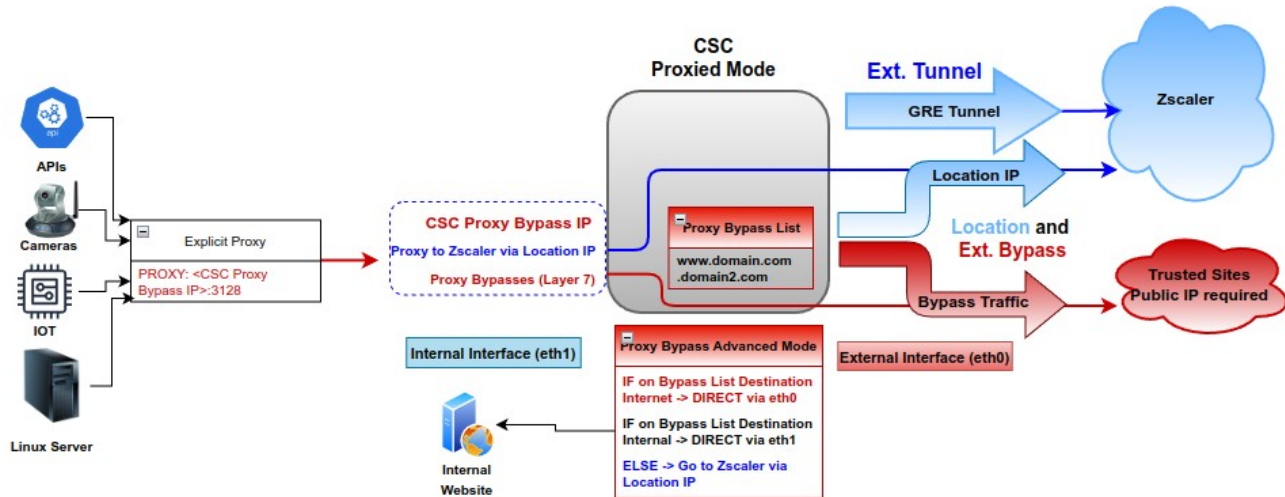 CSC
Proxied Mode
Ext. Tunnel
GRE Tunnel
Zscaler
api
APIs
Cameras
IOT
Linux Server
Explicit Proxy
PROXY: <CSC Proxy
Bypass IP>:3128
CSC Proxy Bypass IP
Proxy to Zscaler via Location IP
Proxy Bypasses (Layer 7)
Proxy Bypass List
www.domain.com
.domain2.com
Location IP
Location and
Ext. Bypass
Bypass Traffic
Trusted Sites
Public IP required
Internal Interface (eth1)
Proxy Bypass Advanced Mode
IF on Bypass List Destination
Internet -> DIRECT via eth0
IF on Bypass List Destination
Internal -> DIRECT via eth1
ELSE -> Go to Zscaler via
Location IP
External Interface (eth0)
Internal
Website